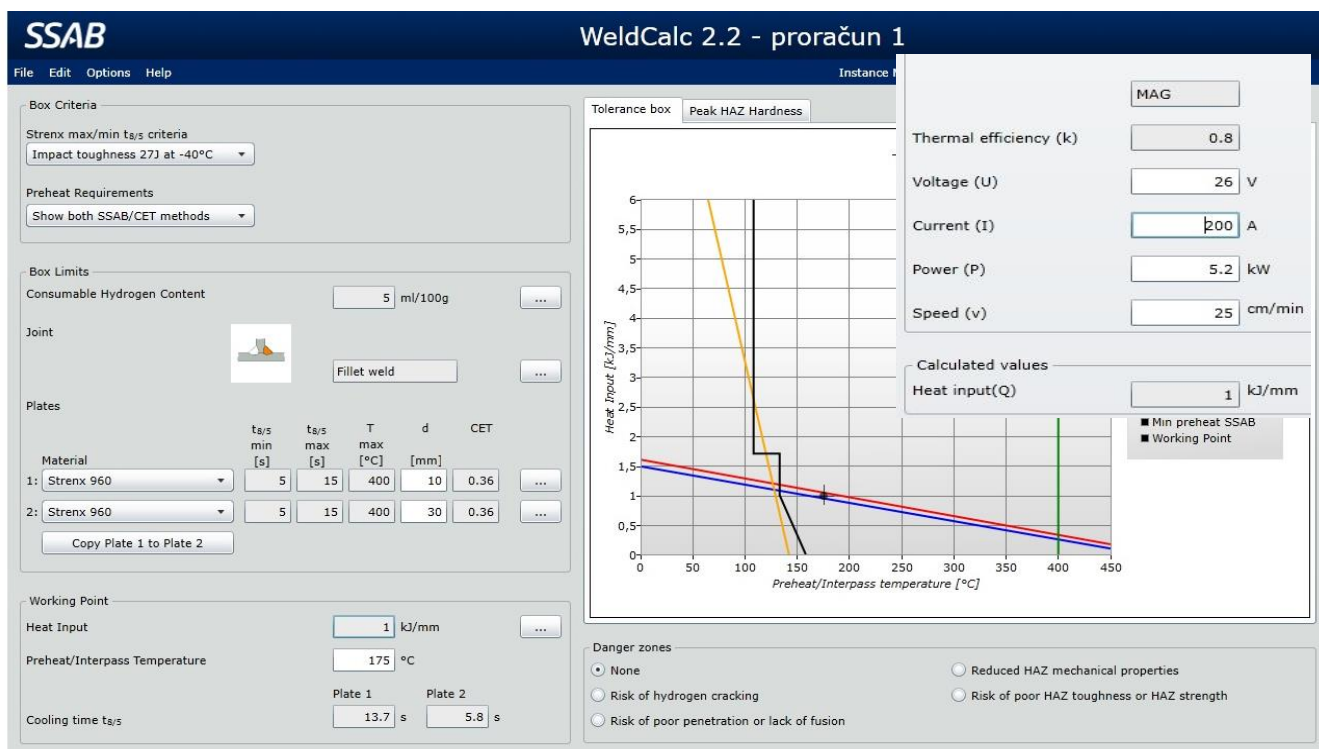 SSAB
WeldCalc 2.2 - proračun 1
File Edit Options Help
Instance
Box Criteria
Strenx max/min t8/5 criteria
Impact toughness 27J at -40°C
Preheat Requirements
Show both SSAB/CET methods
Box Limits
Consumable Hydrogen Content 5 ml/100g ...
Joint
Fillet weld ...
Plates
t8/5 t8/5 T d CET
min max max
Material [s] [s] [°C] [mm]
1: Strenx 960 5 15 400 10 0.36 ...
2: Strenx 960 5 15 400 30 0.36 ...
Copy Plate 1 to Plate 2
Working Point
Heat Input 1 kJ/mm ...
Preheat/Interpass Temperature 175 °C
Plate 1 Plate 2
Cooling time t8/5 13.7 s 5.8 s
Tolerance box Peak HAZ Hardness
6
5,5
5
4,5
4
3,5
3
2,5
2
1,5
1
0,5
0
Heat Input [kJ/mm]
0 50 100 150 200 250 300 350 400 450
Preheat/Interpass temperature [°C]
Min preheat SSAB
Working Point
MAG
Thermal efficiency (k) 0.8
Voltage (U) 26 V
Current (I) 200 A
Power (P) 5.2 kW
Speed (v) 25 cm/min
Calculated values
Heat input(Q) 1 kJ/mm
Danger zones
None
Risk of hydrogen cracking
Risk of poor penetration or lack of fusion
Reduced HAZ mechanical properties
Risk of poor HAZ toughness or HAZ strength